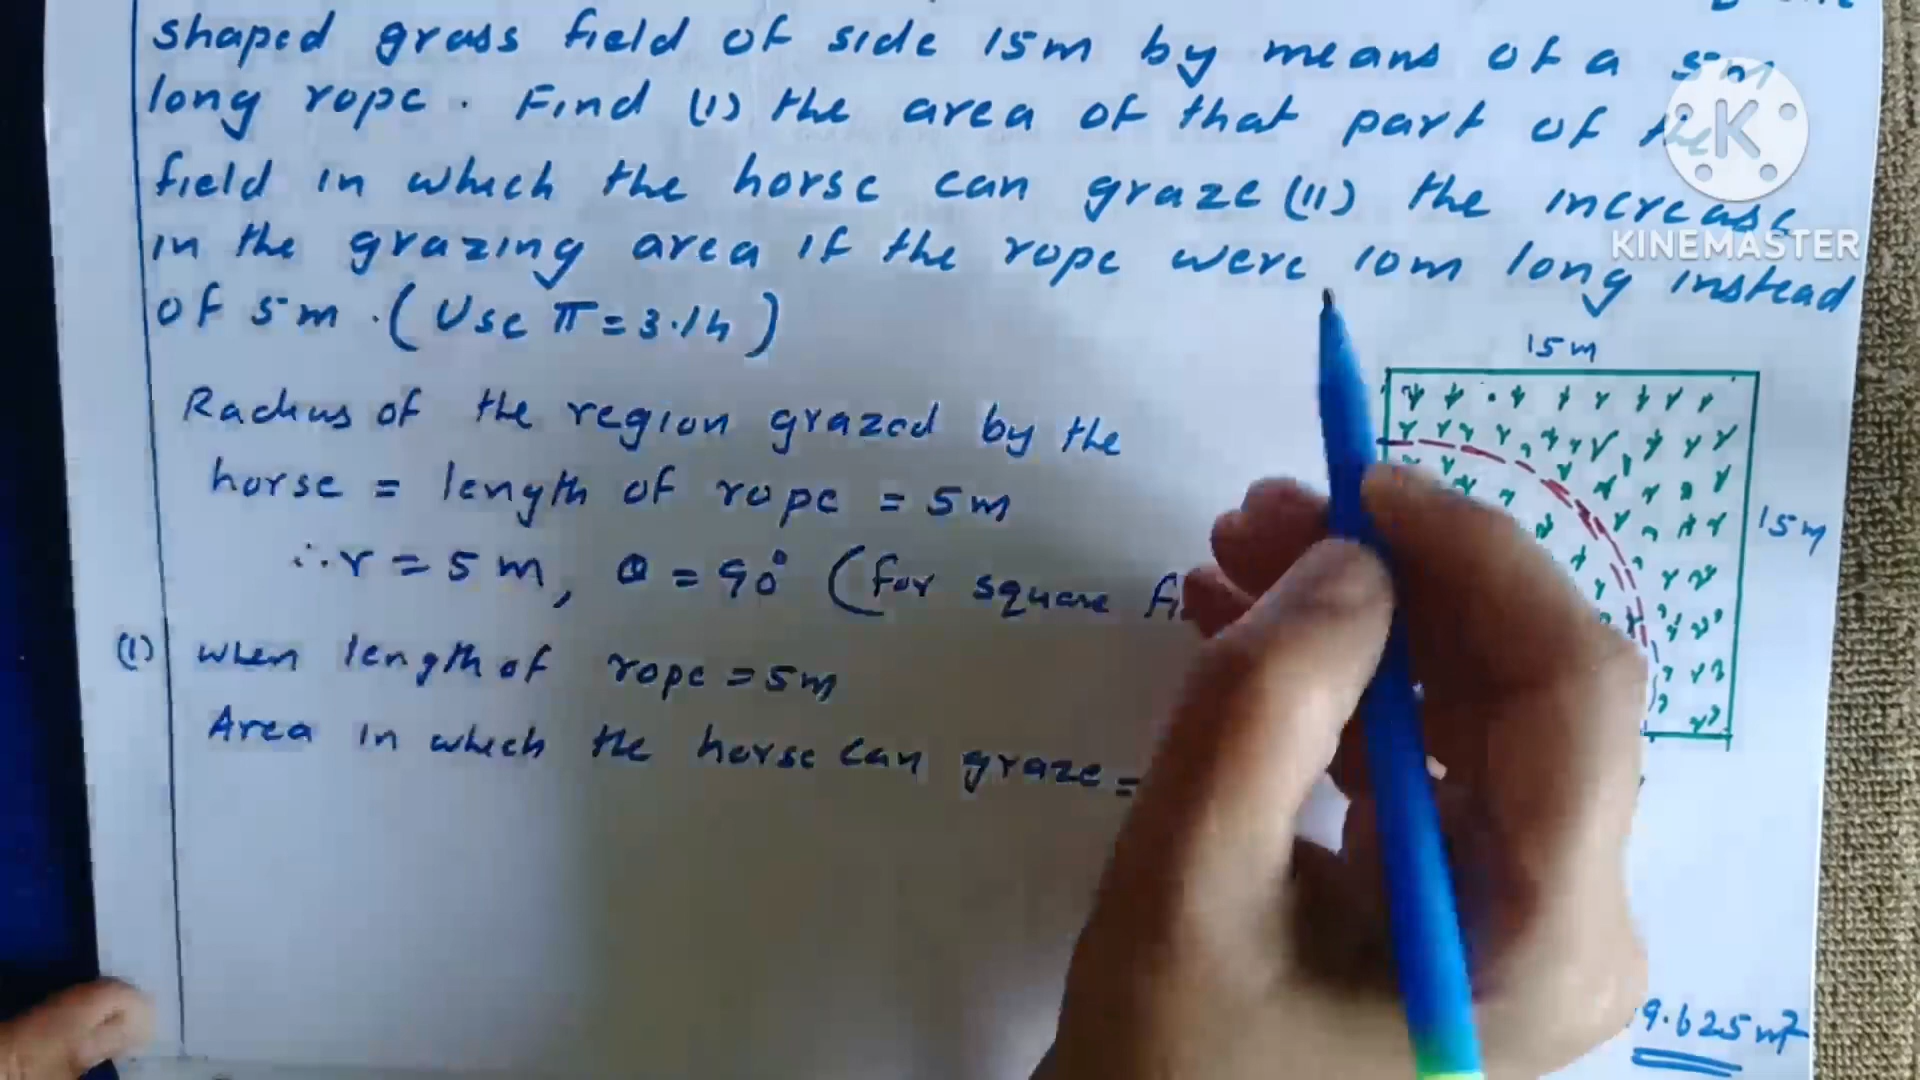 shaped grass field of side 15m by means of a 5m
long rope. Find (I) the area of that part of the
field in which the horse can graze (II) the increase
in the grazing area if the rope were 10m long instead
of 5m. (Use π = 3.14)
KINEMASTER
15m
15m
Radius of the region grazed by the
horse = length of rope = 5m
∴ r = 5m, θ = 90° (for square
(I) when length of rope = 5m
Area in which the horse can graze =
9.625 m²